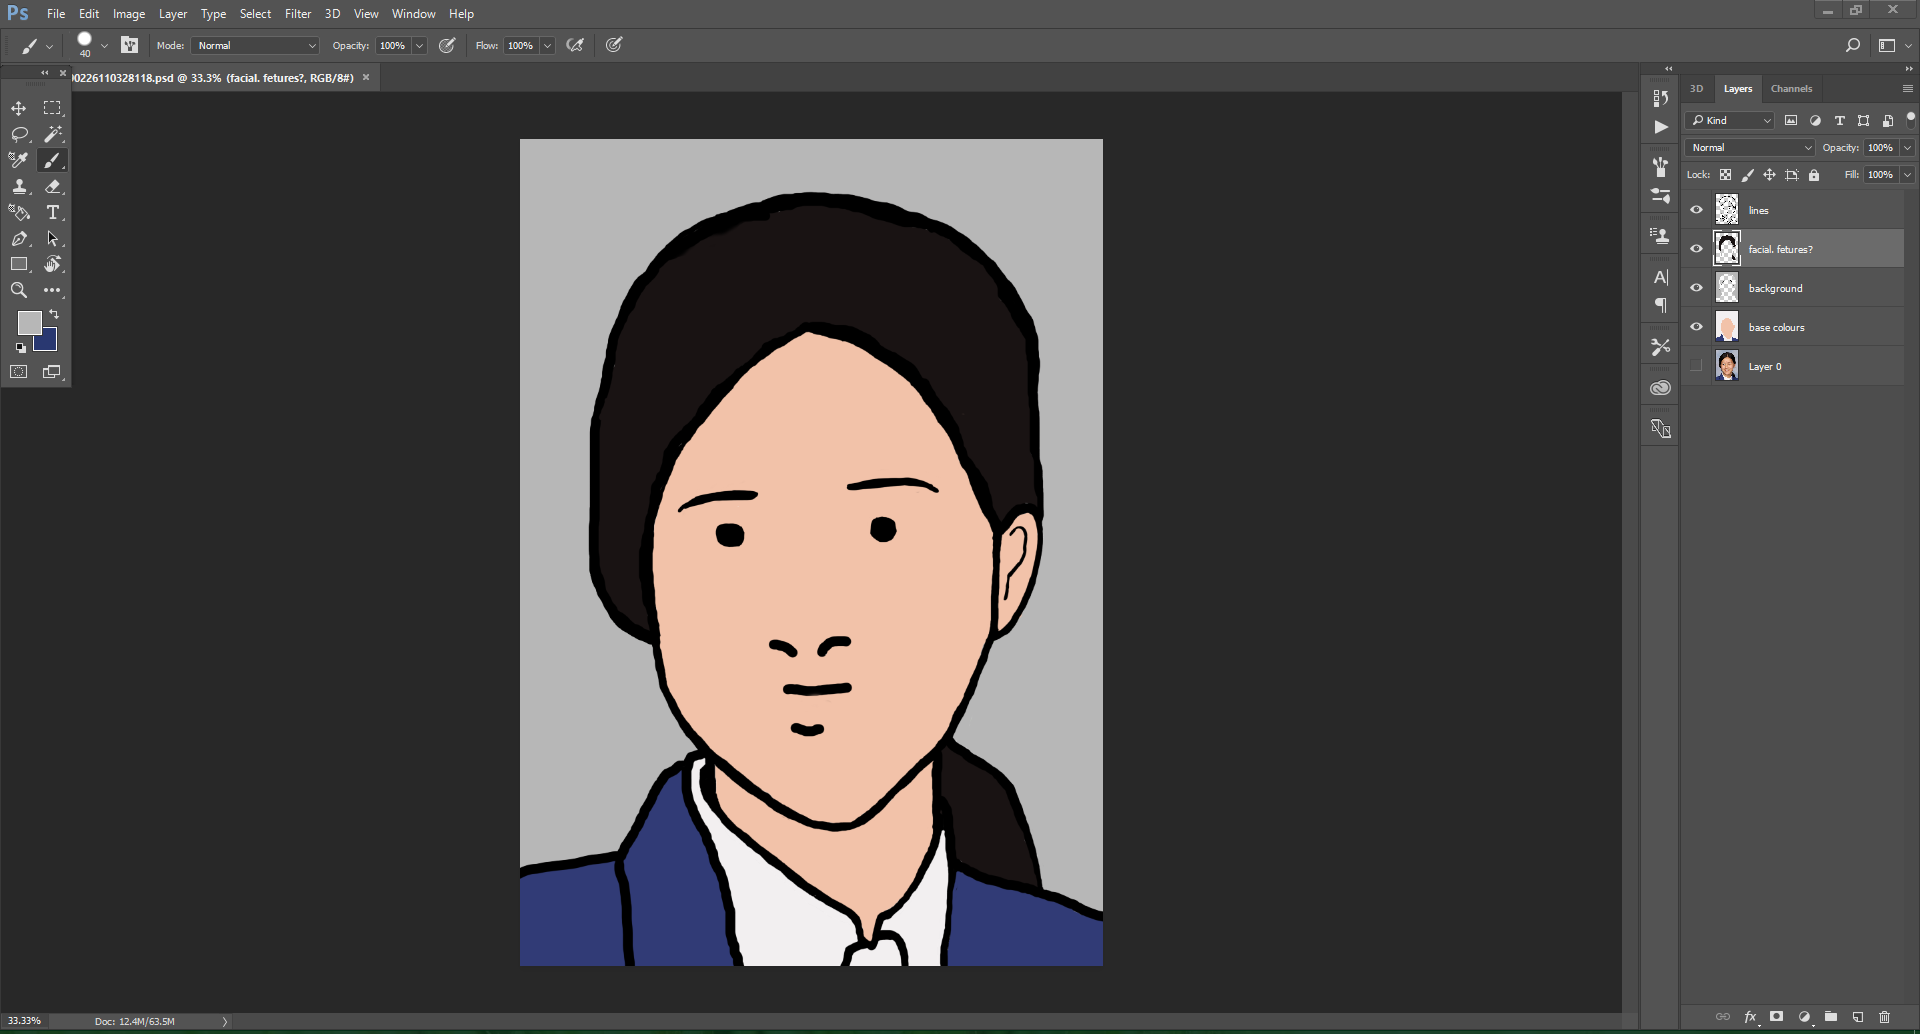 Ps File Edit Image Layer Type Select Filter 3D View Window Help
40 Mode: Normal Opacity: 100% Flow: 100%
00226110328118.psd @ 33.3% (facial. fetures?, RGB/8#) ×
3D Layers Channels
Kind
Normal Opacity: 100%
Lock: Fill: 100%
lines
facial. fetures?
background
base colours
Layer 0
33.33% Doc: 12.4M/63.5M